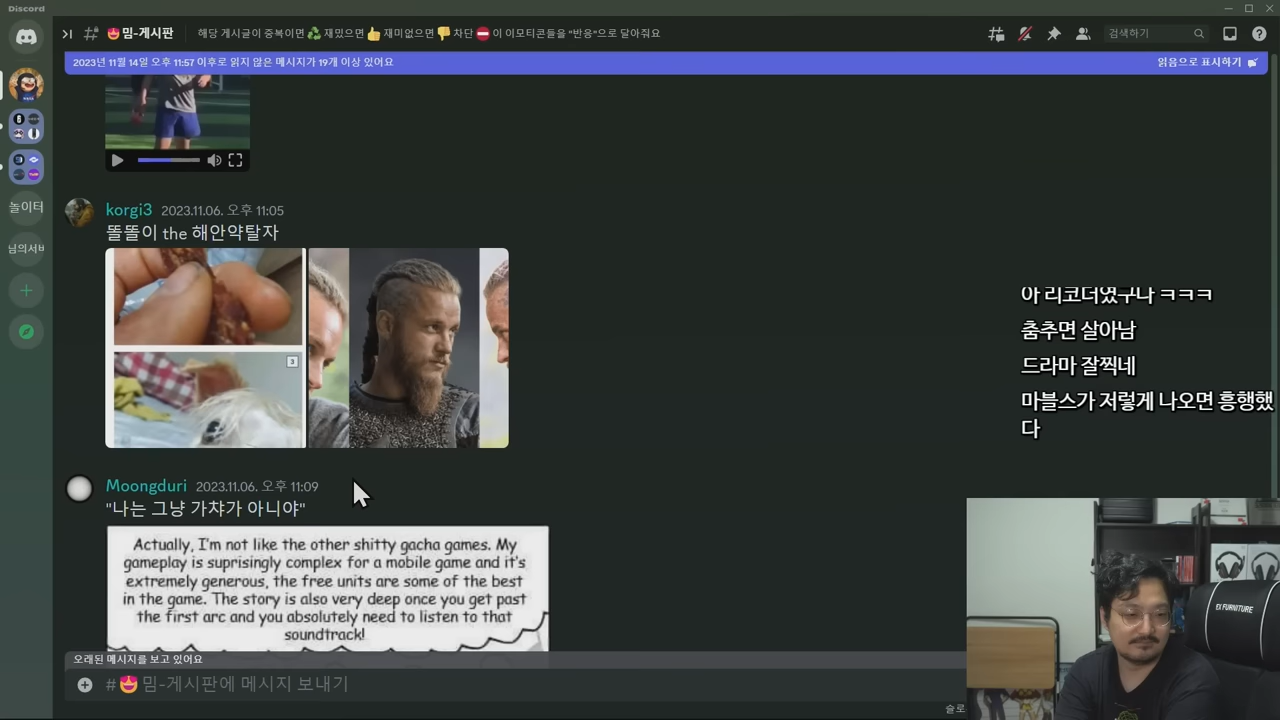 Discord
😍밈-게시판
해당 게시글이 중복이면 ♻️ 재밌으면 👍 재미없으면 👎 차단 ⛔ 이 이모티콘들을 "반응"으로 달아줘요
검색하기
2023년 11월 14일 오후 11:57 이후로 읽지 않은 메시지가 19개 이상 있어요
읽음으로 표시하기
놀이터
님의서버
korgi3 2023.11.06. 오후 11:05
똘똘이 the 해안약탈자
3
Moongduri 2023.11.06. 오후 11:09
"나는 그냥 가챠가 아니야"
Actually, I'm not like the other shitty gacha games. My
gameplay is suprisingly complex for a mobile game and it's
extremely generous, the free units are some of the best
in the game. The story is also very deep once you get past
the first arc and you absolutely need to listen to that
soundtrack!
오래된 메시지를 보고 있어요
#😍밈-게시판에 메시지 보내기
슬로
아 리코더였구나 ㅋㅋㅋ
춤추면 살아남
드라마 잘찍네
마블스가 저렇게 나오면 흥행했
다
EX FURNITURE